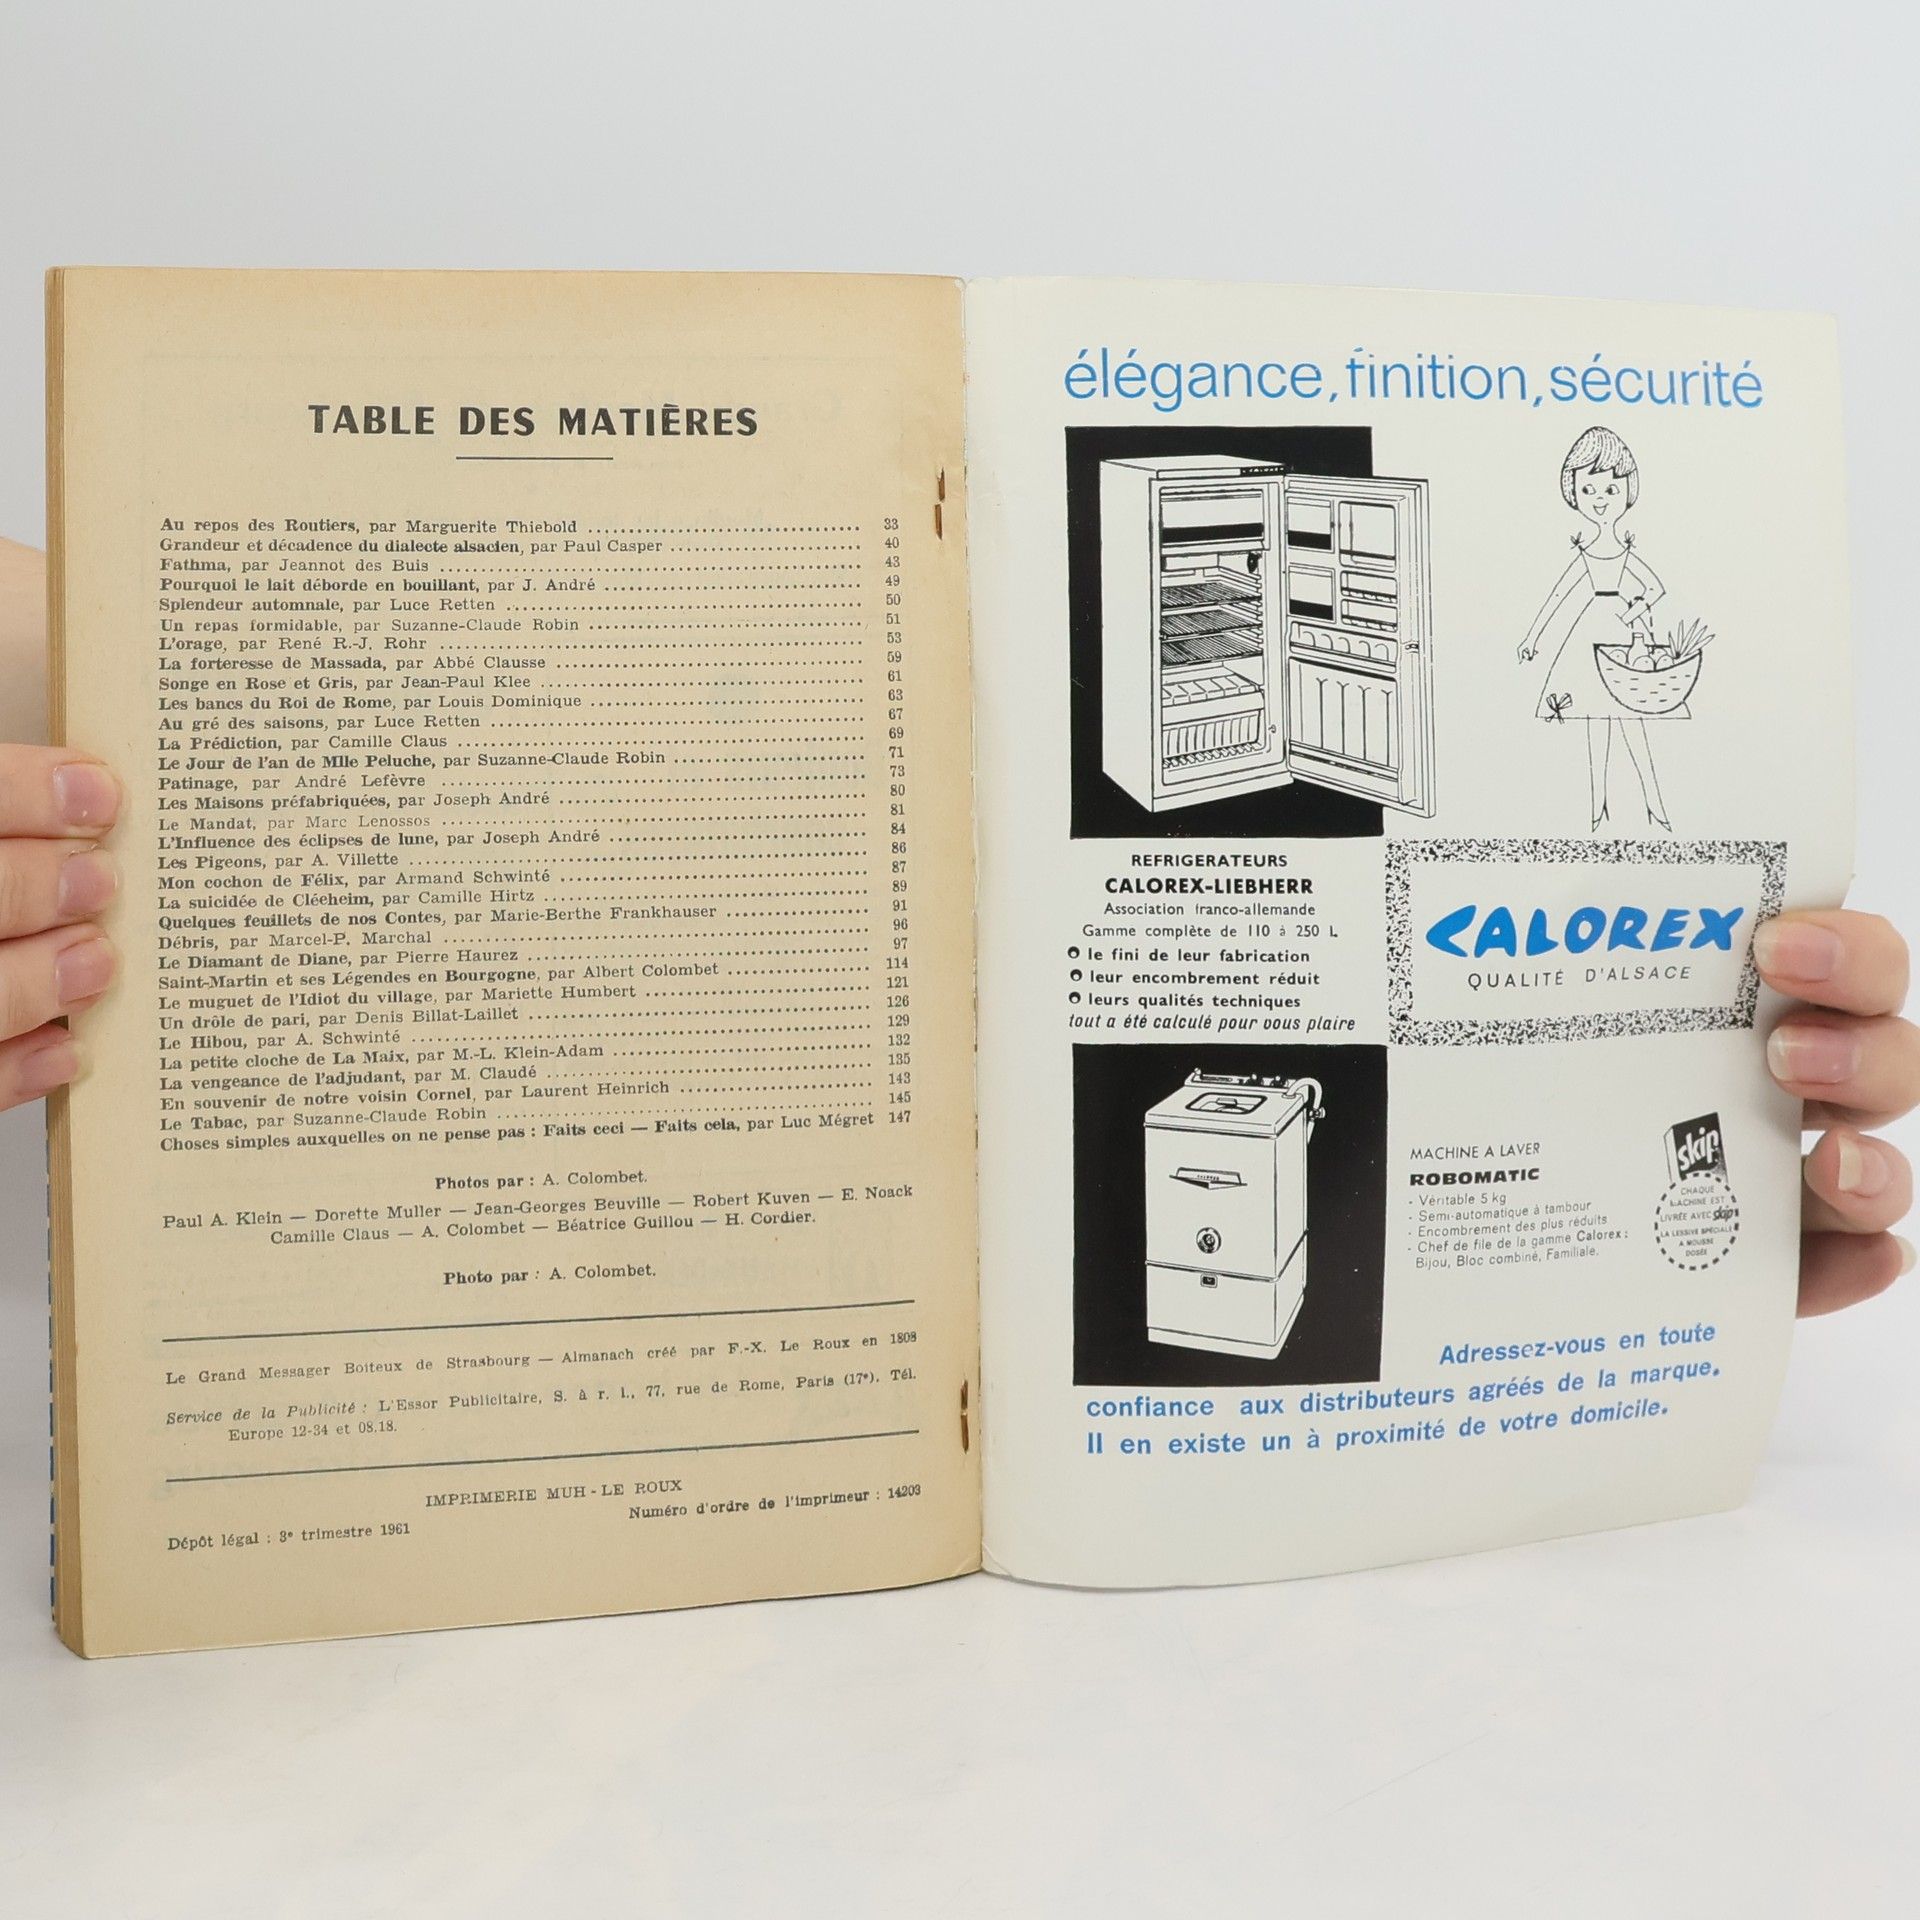 TABLE DES MATIÈRES
Au repos des Routiers, par Marguerite Thiebold ........ 33
Grandeur et décadence du dialecte alsacien, par Paul Casper ........ 40
Fathma, par Jeannot des Buis ........ 43
Pourquoi le lait déborde en bouillant, par J. André ........ 49
Splendeur automnale, par Luce Retten ........ 50
Un repas formidable, par Suzanne-Claude Robin ........ 51
L'orage, par René R.-J. Rohr ........ 53
La forteresse de Massada, par Abbé Clausse ........ 59
Songe en Rose et Gris, par Jean-Paul Klee ........ 61
Les bancs du Roi de Rome, par Louis Dominique ........ 63
Au gré des saisons, par Luce Retten ........ 67
La Prédiction, par Camille Claus ........ 69
Le Jour de l'an de Mlle Peluche, par Suzanne-Claude Robin ........ 71
Patinage, par André Lefèvre ........ 73
Les Maisons préfabriquées, par Joseph André ........ 80
Le Mandat, par Marc Lenossos ........ 81
L'Influence des éclipses de lune, par Joseph André ........ 84
Les Pigeons, par A. Villette ........ 86
Mon cochon de Félix, par Armand Schwinté ........ 87
La suicidée de Cléeheim, par Camille Hirtz ........ 89
Quelques feuillets de nos Contes, par Marie-Berthe Frankhauser ........ 91
Débris, par Marcel-P. Marchal ........ 96
Le Diamant de Diane, par Pierre Haurez ........ 97
Saint-Martin et ses Légendes en Bourgogne, par Albert Colombet ........ 114
Le muguet de l'Idiot du village, par Mariette Humbert ........ 121
Un drôle de pari, par Denis Billat-Laillet ........ 126
Le Hibou, par A. Schwinté ........ 129
La petite cloche de La Maix, par M.-L. Klein-Adam ........ 132
La vengeance de l'adjudant, par M. Claudé ........ 135
En souvenir de notre voisin Cornel, par Laurent Heinrich ........ 143
Le Tabac, par Suzanne-Claude Robin ........ 145
Choses simples auxquelles on ne pense pas : Faits ceci — Faits cela, par Luc Mégret 147
Photos par : A. Colombet.
Paul A. Klein — Dorette Muller — Jean-Georges Beuville — Robert Kuven — E. Noack
Camille Claus — A. Colombet — Béatrice Guillou — H. Cordier.
Photo par : A. Colombet.
Le Grand Messager Boiteux de Strasbourg — Almanach créé par F.-X. Le Roux en 1808
Service de la Publicité : L'Essor Publicitaire, S. à r. l., 77, rue de Rome, Paris (17e). Tél.
Europe 12-34 et 08.18.
IMPRIMERIE MUH-LE ROUX
Numéro d'ordre de l'imprimeur : 14203
Dépôt légal : 3e trimestre 1961
élégance, finition, sécurité
REFRIGERATEURS
CALOREX-LIEBHERR
Association franco-allemande
Gamme complète de 110 à 250 L
le fini de leur fabrication
leur encombrement réduit
leurs qualités techniques
tout a été calculé pour vous plaire
CALOREX
QUALITÉ D'ALSACE
MACHINE A LAVER
ROBOMATIC
- Véritable 5 kg
- Semi-automatique à tambour
- Encombrement des plus réduits
- Chef de file de la gamme Calorex :
Bijou, Bloc combiné, Familiale.
skip
CHAQUE
MACHINE EST
LIVRÉE AVEC skip
LA LESSIVE SPÉCIALE
A MOUSSE
DOSÉE
Adressez-vous en toute
confiance aux distributeurs agréés de la marque.
Il en existe un à proximité de votre domicile.